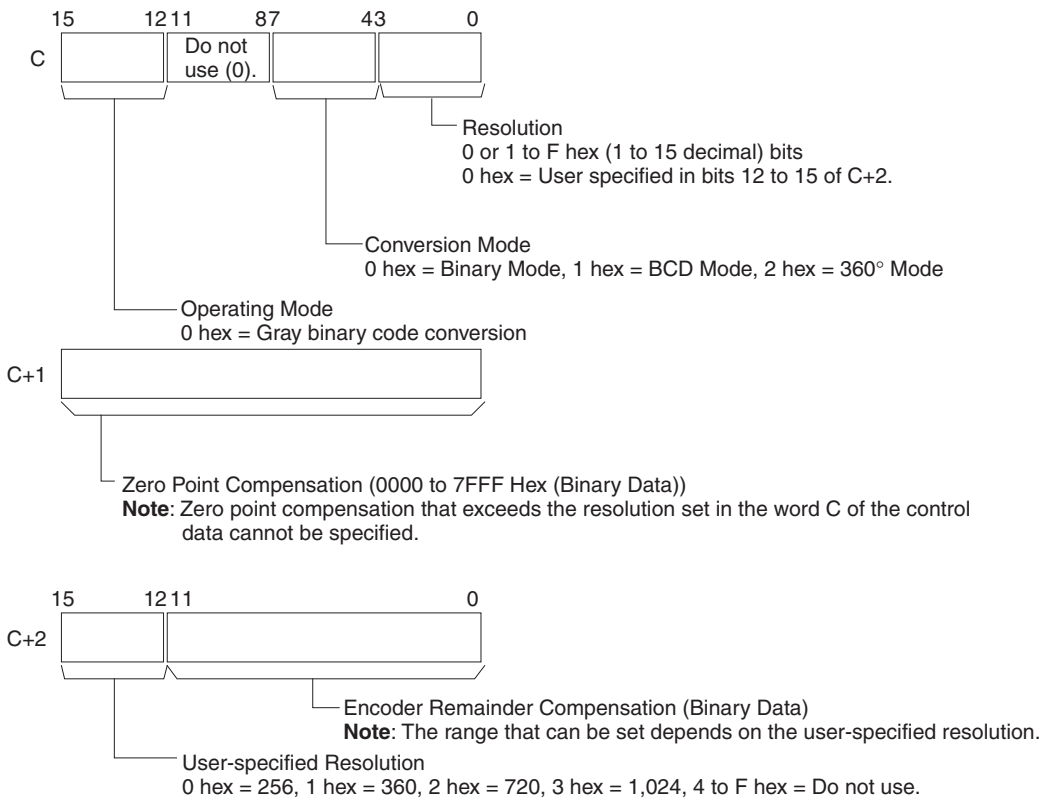 15 12 11 8 7 4 3 0
C
Do not
use (0).
Resolution
0 or 1 to F hex (1 to 15 decimal) bits
0 hex = User specified in bits 12 to 15 of C+2.
Conversion Mode
0 hex = Binary Mode, 1 hex = BCD Mode, 2 hex = 360° Mode
Operating Mode
0 hex = Gray binary code conversion
C+1
Zero Point Compensation (0000 to 7FFF Hex (Binary Data))
Note: Zero point compensation that exceeds the resolution set in the word C of the control
data cannot be specified.
15 12 11 0
C+2
Encoder Remainder Compensation (Binary Data)
Note: The range that can be set depends on the user-specified resolution.
User-specified Resolution
0 hex = 256, 1 hex = 360, 2 hex = 720, 3 hex = 1,024, 4 to F hex = Do not use.